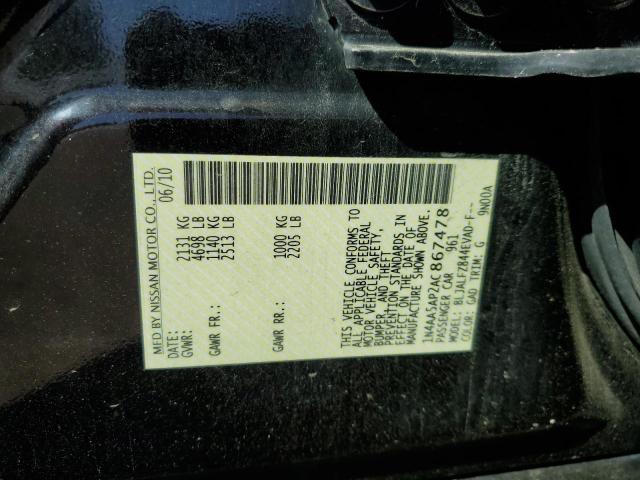 MFD BY NISSAN MOTOR CO., LTD.
06/10
GVWR: 2131 KG
4698 LB
GAWR FR.: 1140 KG
2513 LB
GAWR RR.: 1000 KG
2205 LB
THIS VEHICLE CONFORMS TO
ALL APPLICABLE FEDERAL
MOTOR VEHICLE SAFETY,
BUMPER, AND THEFT
PREVENTION STANDARDS IN
EFFECT ON THE DATE OF
MANUFACTURE SHOWN ABOVE.
1N4AA5AP2AC867478
PASSENGER CAR 961
MODEL: BLJALFZA44EVAD-F--
COLOR: GAD TRIM: G 9N00A